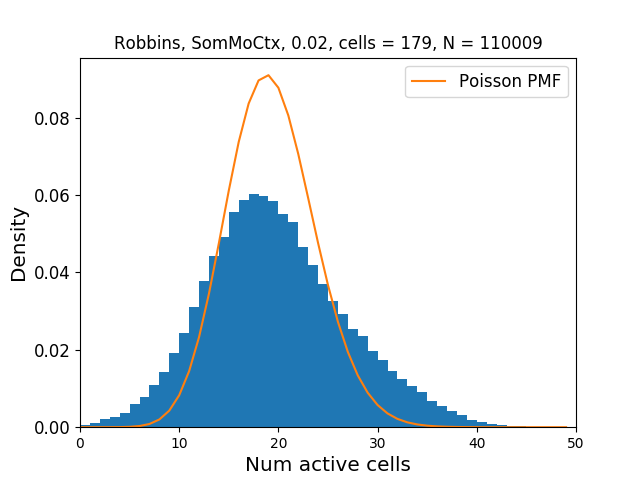 Robbins, SomMoCtx, 0.02, cells = 179, N = 110009
Poisson PMF
Density
0.08
0.06
0.04
0.02
0.00
0 10 20 30 40 50
Num active cells